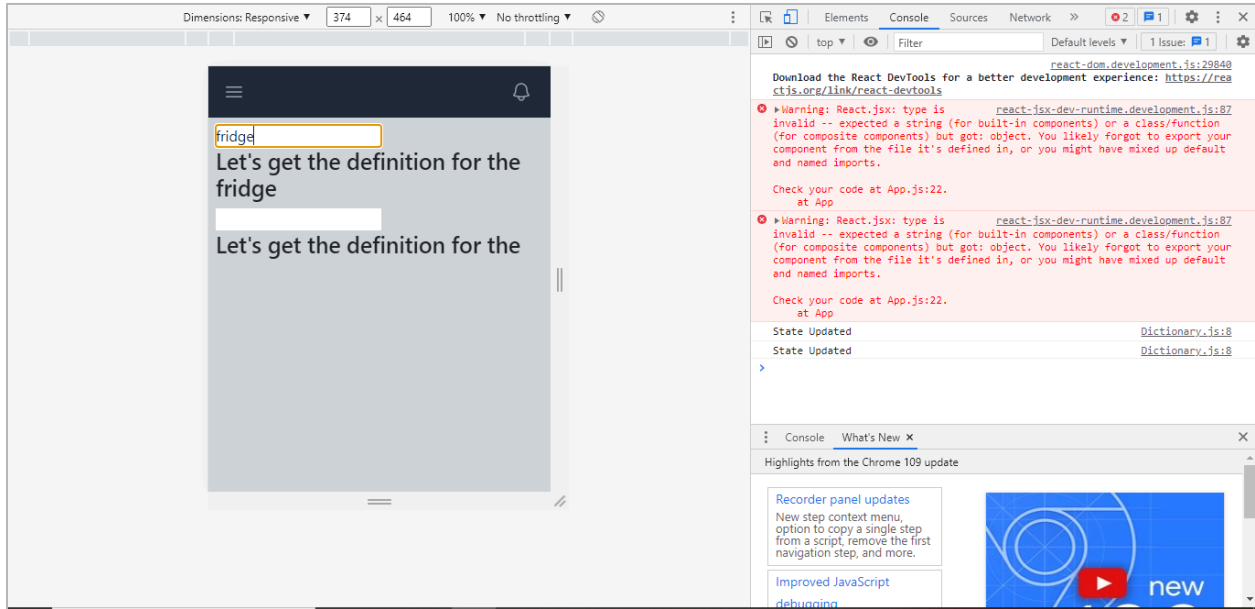 Dimensions: Responsive ▼ 374 × 464 100% ▼ No throttling ▼
Elements Console Sources Network » 2 1
top ▼ Filter Default levels ▼ 1 Issue: 1
fridge
Let's get the definition for the
fridge
Let's get the definition for the
react-dom.development.js:29840
Download the React DevTools for a better development experience: https://rea
ctjs.org/link/react-devtools
▶Warning: React.jsx: type is react-jsx-dev-runtime.development.js:87
invalid -- expected a string (for built-in components) or a class/function
(for composite components) but got: object. You likely forgot to export your
component from the file it's defined in, or you might have mixed up default
and named imports.
Check your code at App.js:22.
at App
▶Warning: React.jsx: type is react-jsx-dev-runtime.development.js:87
invalid -- expected a string (for built-in components) or a class/function
(for composite components) but got: object. You likely forgot to export your
component from the file it's defined in, or you might have mixed up default
and named imports.
Check your code at App.js:22.
at App
State Updated Dictionary.js:8
State Updated Dictionary.js:8
Console What's New ×
Highlights from the Chrome 109 update
Recorder panel updates
New step context menu,
option to copy a single step
from a script, remove the first
navigation step, and more.
Improved JavaScript
debugging
new